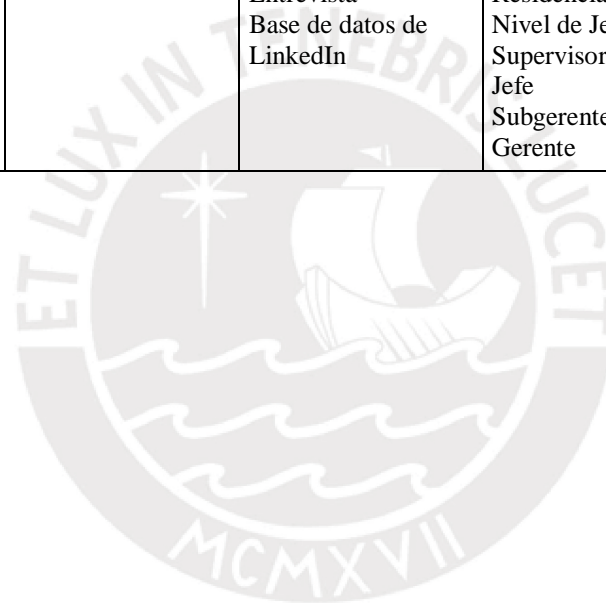 Entrevista
Base de datos de
LinkedIn
Residencia
Nivel de Je
Supervisor
Jefe
Subgerente
Gerente
ET LUX IN TENEBRIS LUCET
MCMXVII